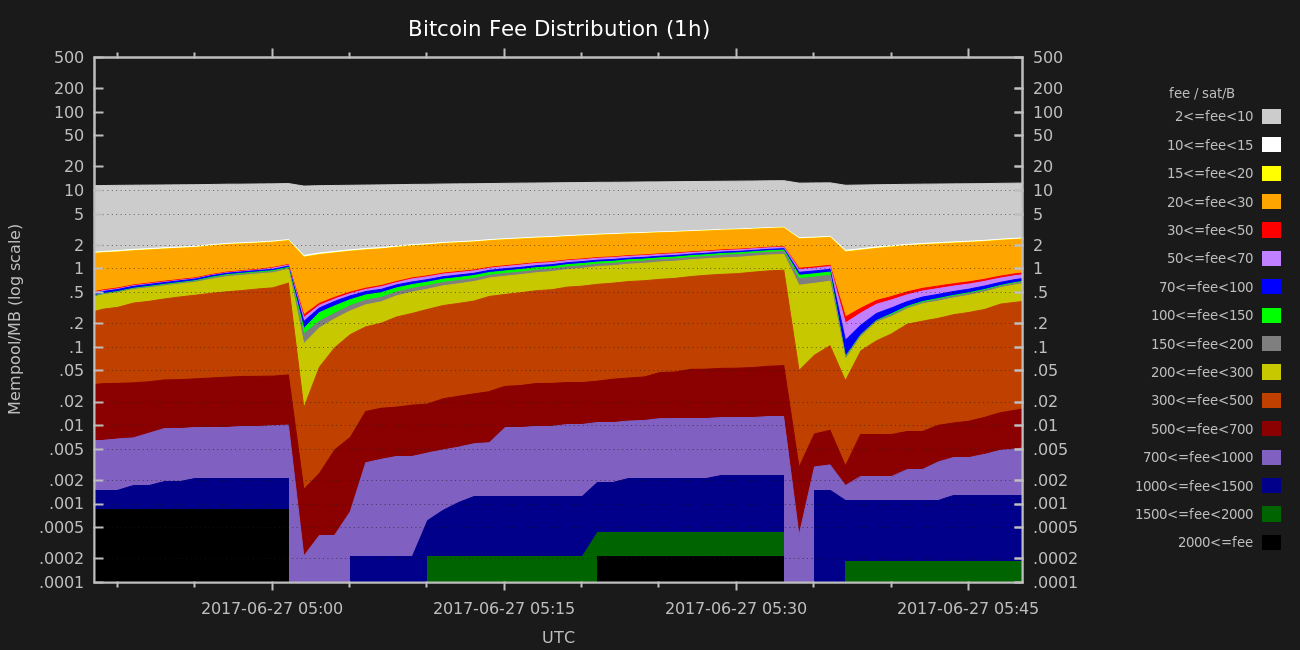 Bitcoin Fee Distribution (1h)
Mempool/MB (log scale)
500
200
100
50
20
10
5
2
1
.5
.2
.1
.05
.02
.01
.005
.002
.001
.0005
.0002
.0001
500
200
100
50
20
10
5
2
1
.5
.2
.1
.05
.02
.01
.005
.002
.001
.0005
.0002
.0001
2017-06-27 05:00 2017-06-27 05:15 2017-06-27 05:30 2017-06-27 05:45
UTC
fee / sat/B
2<=fee<10
10<=fee<15
15<=fee<20
20<=fee<30
30<=fee<50
50<=fee<70
70<=fee<100
100<=fee<150
150<=fee<200
200<=fee<300
300<=fee<500
500<=fee<700
700<=fee<1000
1000<=fee<1500
1500<=fee<2000
2000<=fee